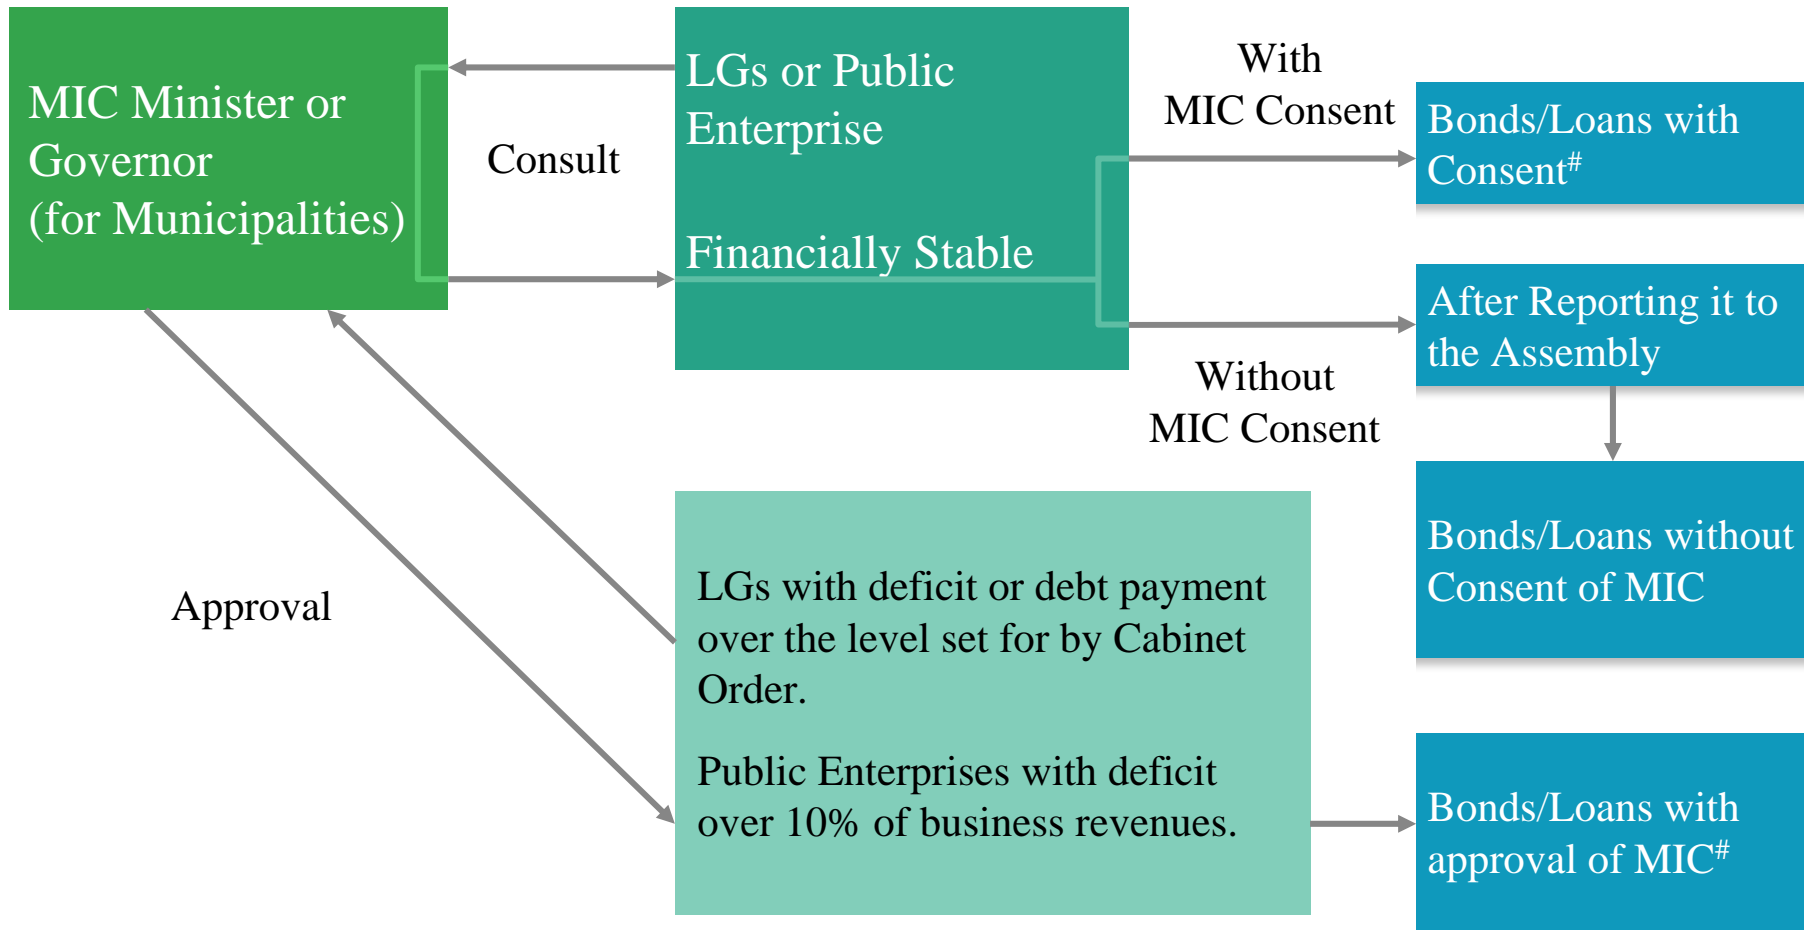 MIC Minister or
Governor
(for Municipalities)
Consult
LGs or Public
Enterprise
Financially Stable
With
MIC Consent
Bonds/Loans with
Consent#
After Reporting it to
the Assembly
Without
MIC Consent
Bonds/Loans without
Consent of MIC
Approval
LGs with deficit or debt payment
over the level set for by Cabinet
Order.
Public Enterprises with deficit
over 10% of business revenues.
Bonds/Loans with
approval of MIC#